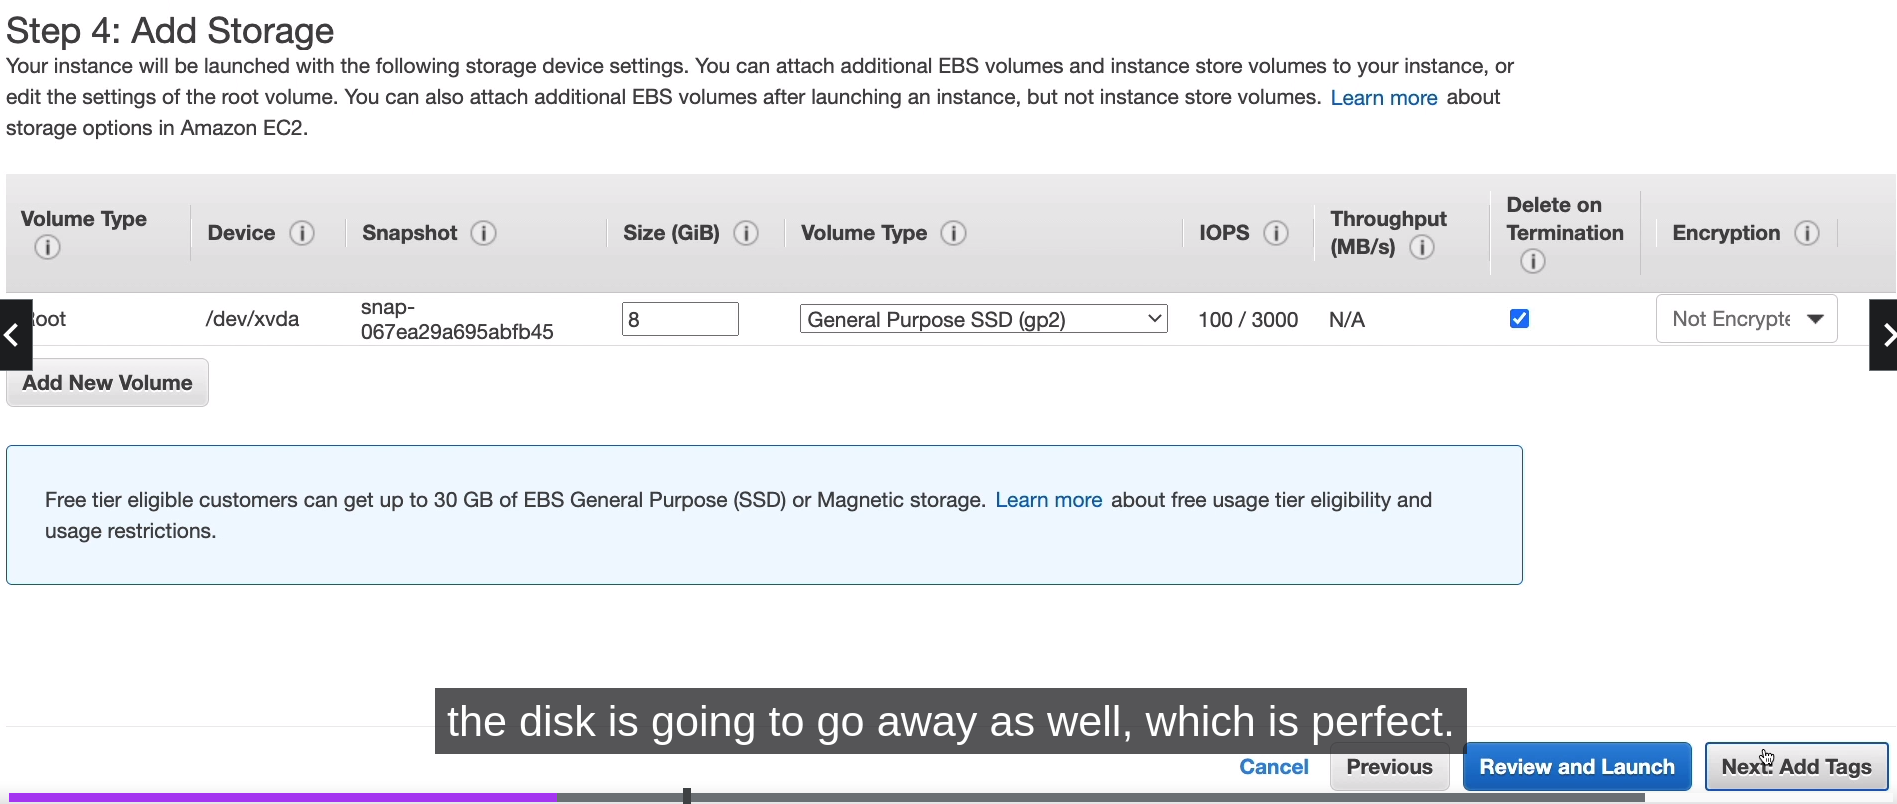 Step 4: Add Storage
Your instance will be launched with the following storage device settings. You can attach additional EBS volumes and instance store volumes to your instance, or
edit the settings of the root volume. You can also attach additional EBS volumes after launching an instance, but not instance store volumes. Learn more about
storage options in Amazon EC2.
Volume Type Device Snapshot Size (GiB) Volume Type IOPS Throughput (MB/s) Delete on Termination Encryption
/dev/xvda snap-067ea29a695abfb45 8 General Purpose SSD (gp2) 100 / 3000 N/A Not Encrypte
Add New Volume
Free tier eligible customers can get up to 30 GB of EBS General Purpose (SSD) or Magnetic storage. Learn more about free usage tier eligibility and
usage restrictions.
the disk is going to go away as well, which is perfect.
Cancel Previous Review and Launch Next: Add Tags